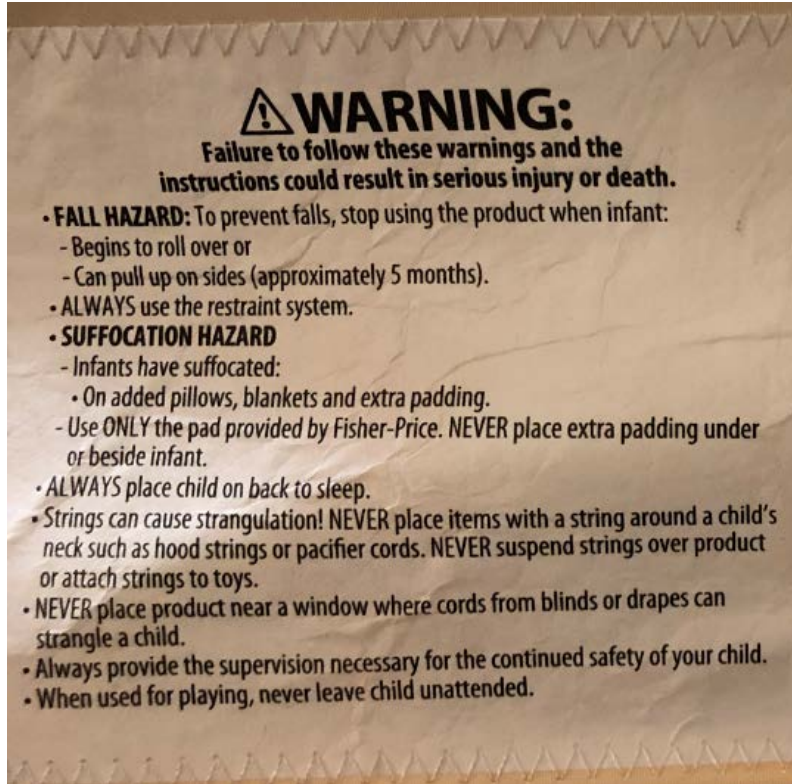 ⚠WARNING:
Failure to follow these warnings and the
instructions could result in serious injury or death.
• FALL HAZARD: To prevent falls, stop using the product when infant:
- Begins to roll over or
- Can pull up on sides (approximately 5 months).
• ALWAYS use the restraint system.
• SUFFOCATION HAZARD
- Infants have suffocated:
• On added pillows, blankets and extra padding.
- Use ONLY the pad provided by Fisher-Price. NEVER place extra padding under
or beside infant.
• ALWAYS place child on back to sleep.
• Strings can cause strangulation! NEVER place items with a string around a child's
neck such as hood strings or pacifier cords. NEVER suspend strings over product
or attach strings to toys.
• NEVER place product near a window where cords from blinds or drapes can
strangle a child.
• Always provide the supervision necessary for the continued safety of your child.
• When used for playing, never leave child unattended.